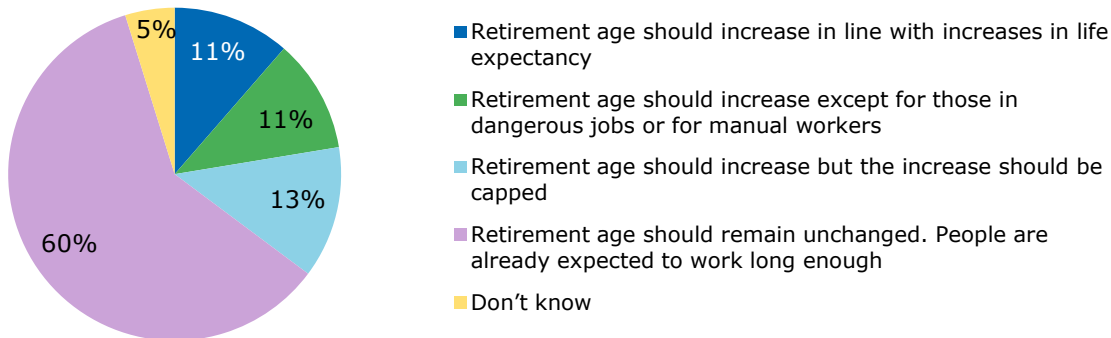 5%
11%
11%
13%
60%
Retirement age should increase in line with increases in life
expectancy
Retirement age should increase except for those in
dangerous jobs or for manual workers
Retirement age should increase but the increase should be
capped
Retirement age should remain unchanged. People are
already expected to work long enough
Don’t know